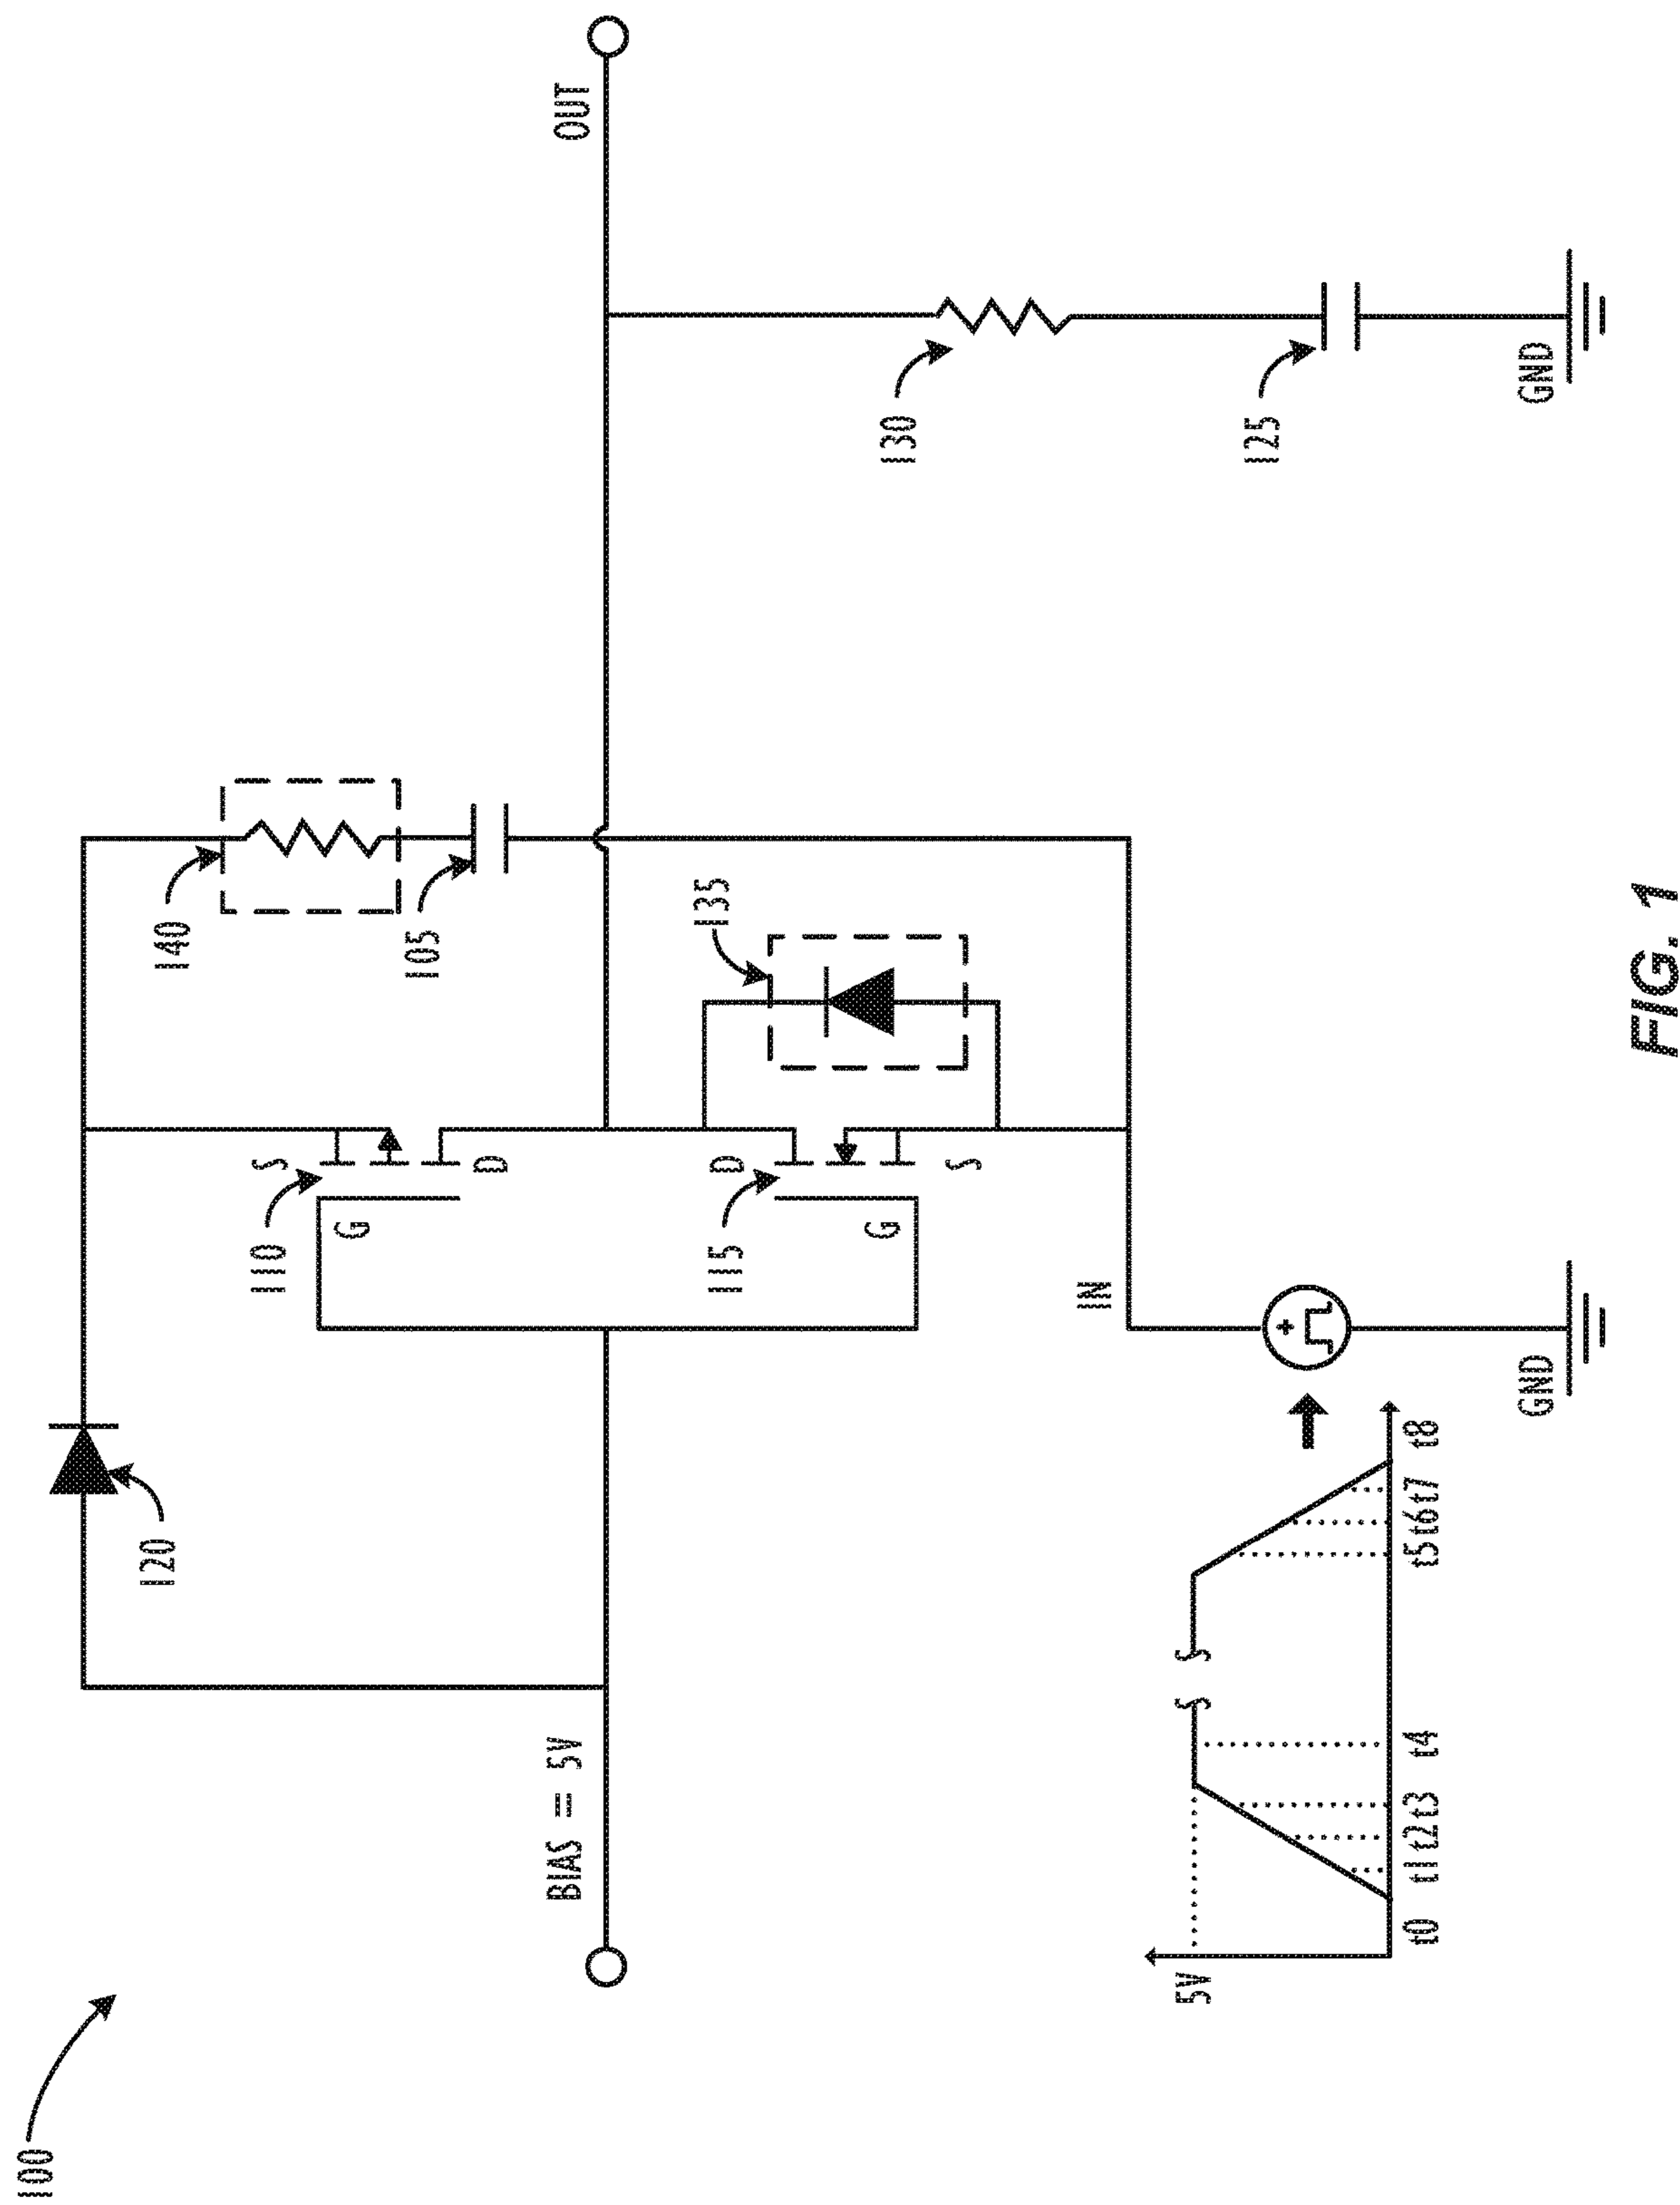 100
120
140
105
110
S
D
G
115
D
S
G
135
BIAS = 5V
OUT
130
125
GND
IN
GND
5V
S S
t0 t1 t2 t3 t4 t5 t6 t7 t8
FIG. 1